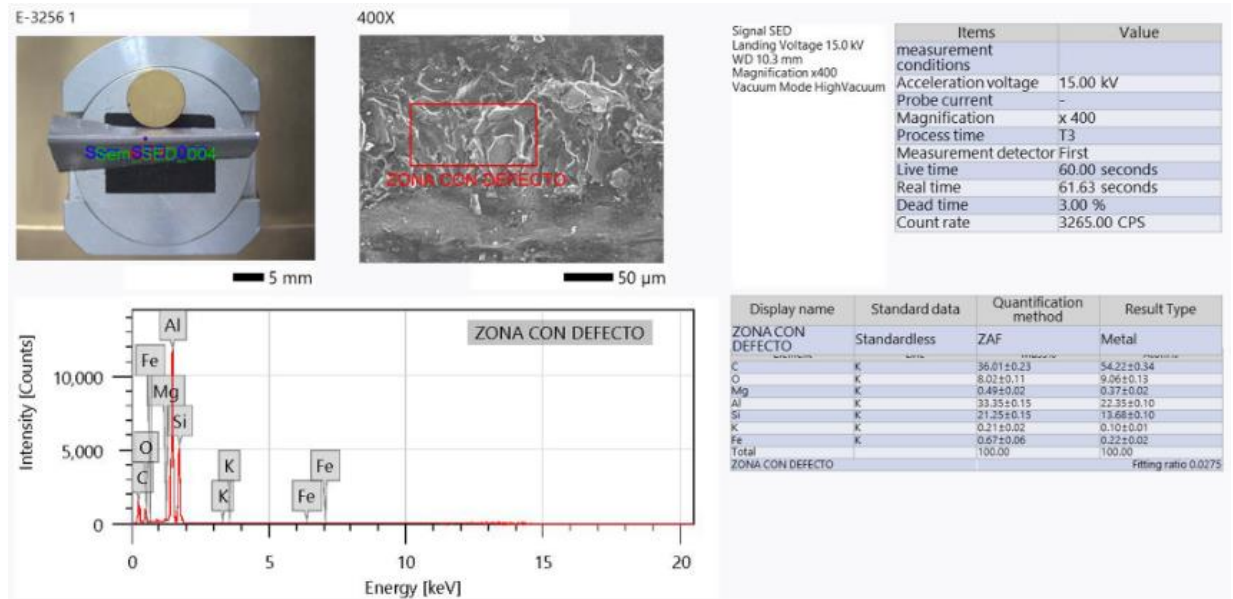 E-3256 1
400X
SSemSSED_004
ZONA CON DEFECTO
5 mm
50 µm
Signal SED
Landing Voltage 15.0 kV
WD 10.3 mm
Magnification x400
Vacuum Mode HighVacuum
Items Value
measurement conditions
Acceleration voltage 15.00 kV
Probe current -
Magnification x 400
Process time T3
Measurement detector First
Live time 60.00 seconds
Real time 61.63 seconds
Dead time 3.00 %
Count rate 3265.00 CPS
Intensity [Counts]
10,000
5,000
0
Fe
Al
Mg
Si
O
C
K
K
Fe
Fe
ZONA CON DEFECTO
0 5 10 15 20
Energy [keV]
Display name Standard data Quantification method Result Type
ZONA CON DEFECTO Standardless ZAF Metal
C K 36.01±0.23 54.22±0.34
O K 8.02±0.11 9.06±0.13
Mg K 0.49±0.02 0.37±0.02
Al K 33.35±0.15 22.35±0.10
Si K 21.25±0.15 13.68±0.10
K K 0.21±0.02 0.10±0.01
Fe K 0.67±0.06 0.22±0.02
Total 100.00 100.00
ZONA CON DEFECTO Fitting ratio 0.0275